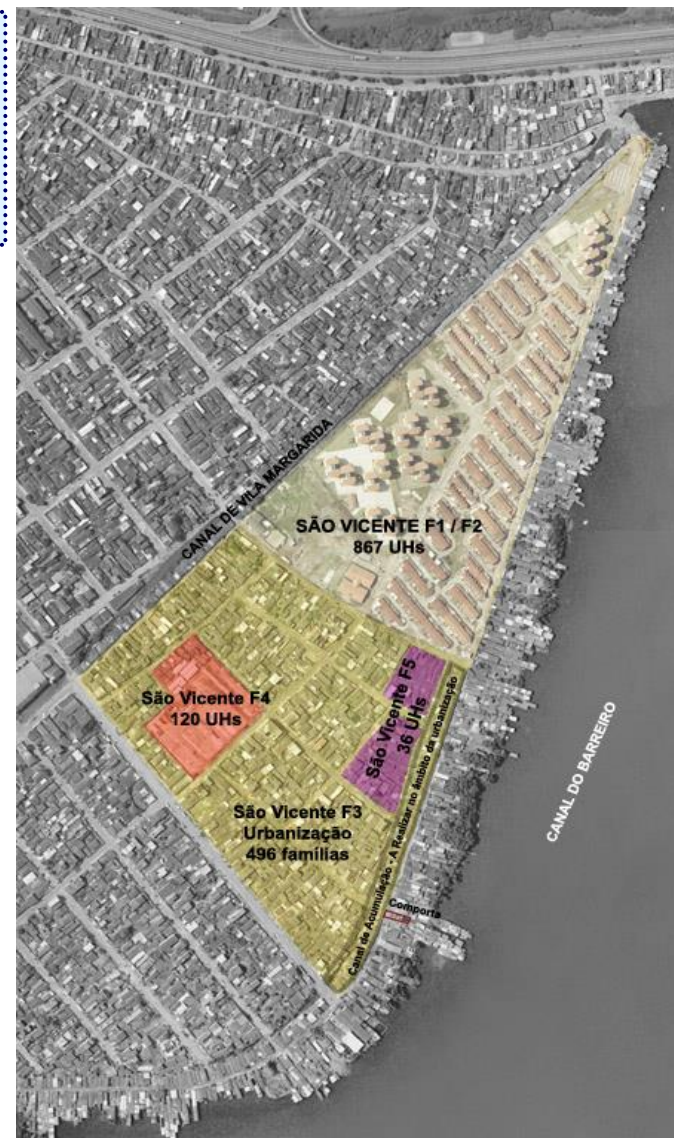 CANAL DE VILA MARGARIDA
SÃO VICENTE F1 / F2
867 UHs
São Vicente F4
120 UHs
São Vicente F5
36 UHs
São Vicente F3
Urbanização
496 famílias
Canal de Acumulação - A Realizar no âmbito da urbanização
Comporta
CANAL DO BARREIRO